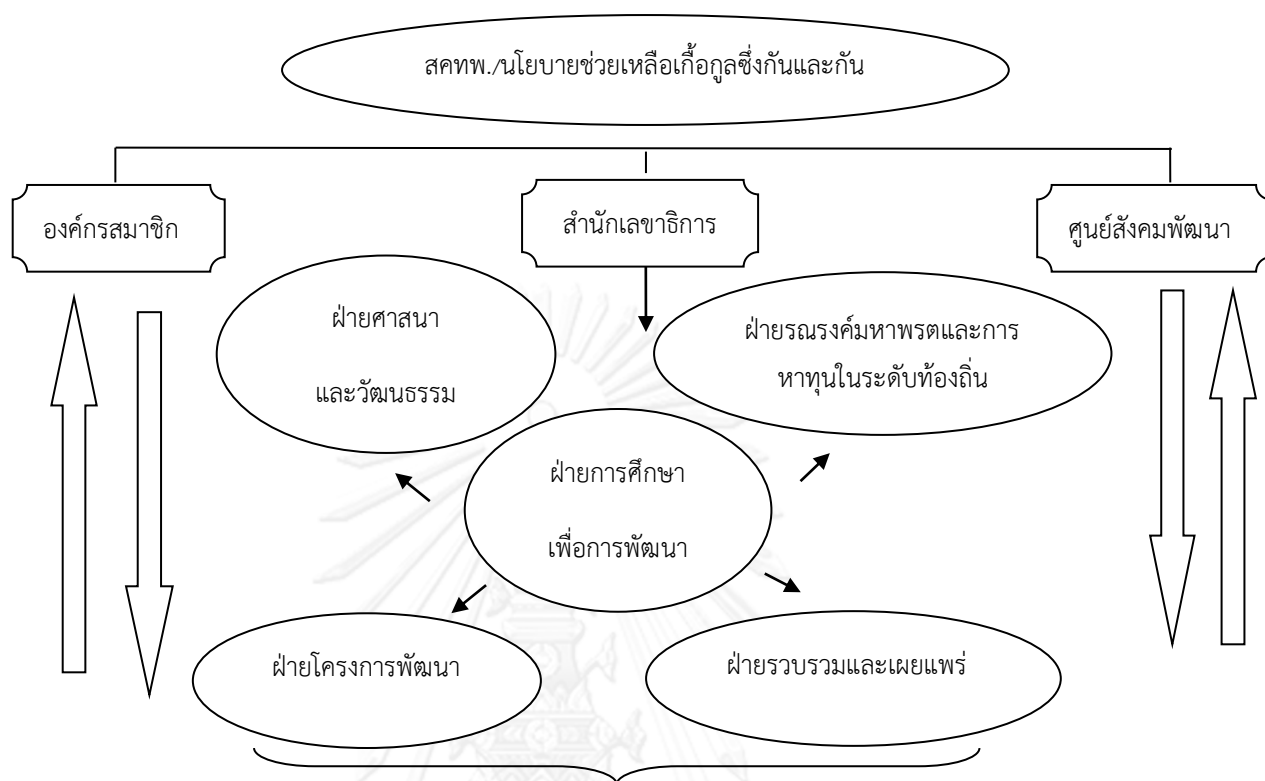 สคทพ./นโยบายช่วยเหลือเกื้อกูลซึ่งกันและกัน
องค์กรสมาชิก
สำนักเลขาธิการ
ศูนย์สังคมพัฒนา
ฝ่ายศาสนา
และวัฒนธรรม
ฝ่ายรณรงค์มหาพรตและการ
หาทุนในระดับท้องถิ่น
ฝ่ายการศึกษา
เพื่อการพัฒนา
ฝ่ายโครงการพัฒนา
ฝ่ายรวบรวมและเผยแพร่